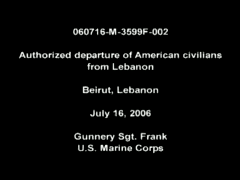 060716-M-3599F-002
Authorized departure of American civilians
from Lebanon
Beirut, Lebanon
July 16, 2006
Gunnery Sgt. Frank
U.S. Marine Corps